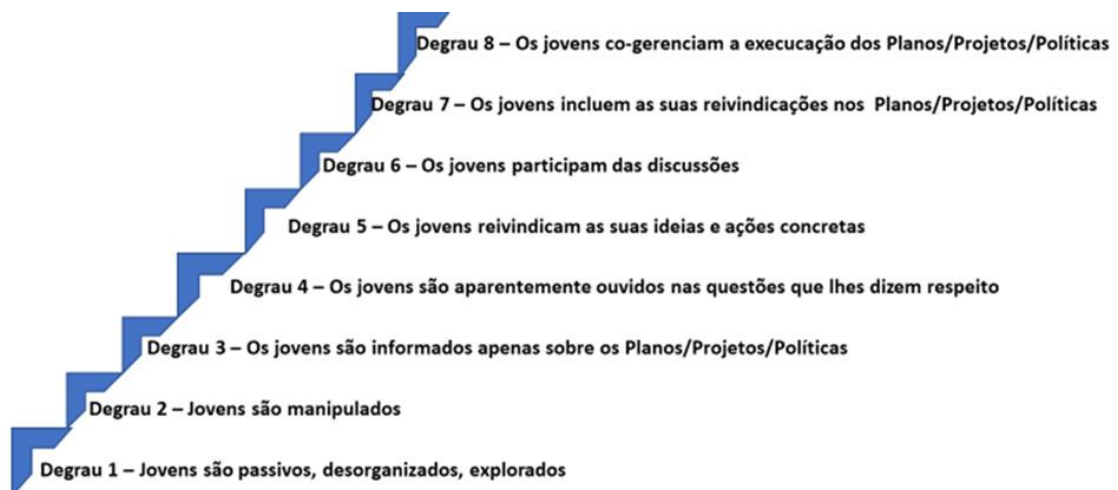 Degrau 8 – Os jovens co-gerenciam a execucação dos Planos/Projetos/Políticas
Degrau 7 – Os jovens incluem as suas reivindicações nos Planos/Projetos/Políticas
Degrau 6 – Os jovens participam das discussões
Degrau 5 – Os jovens reivindicam as suas ideias e ações concretas
Degrau 4 – Os jovens são aparentemente ouvidos nas questões que lhes dizem respeito
Degrau 3 – Os jovens são informados apenas sobre os Planos/Projetos/Políticas
Degrau 2 – Jovens são manipulados
Degrau 1 – Jovens são passivos, desorganizados, explorados